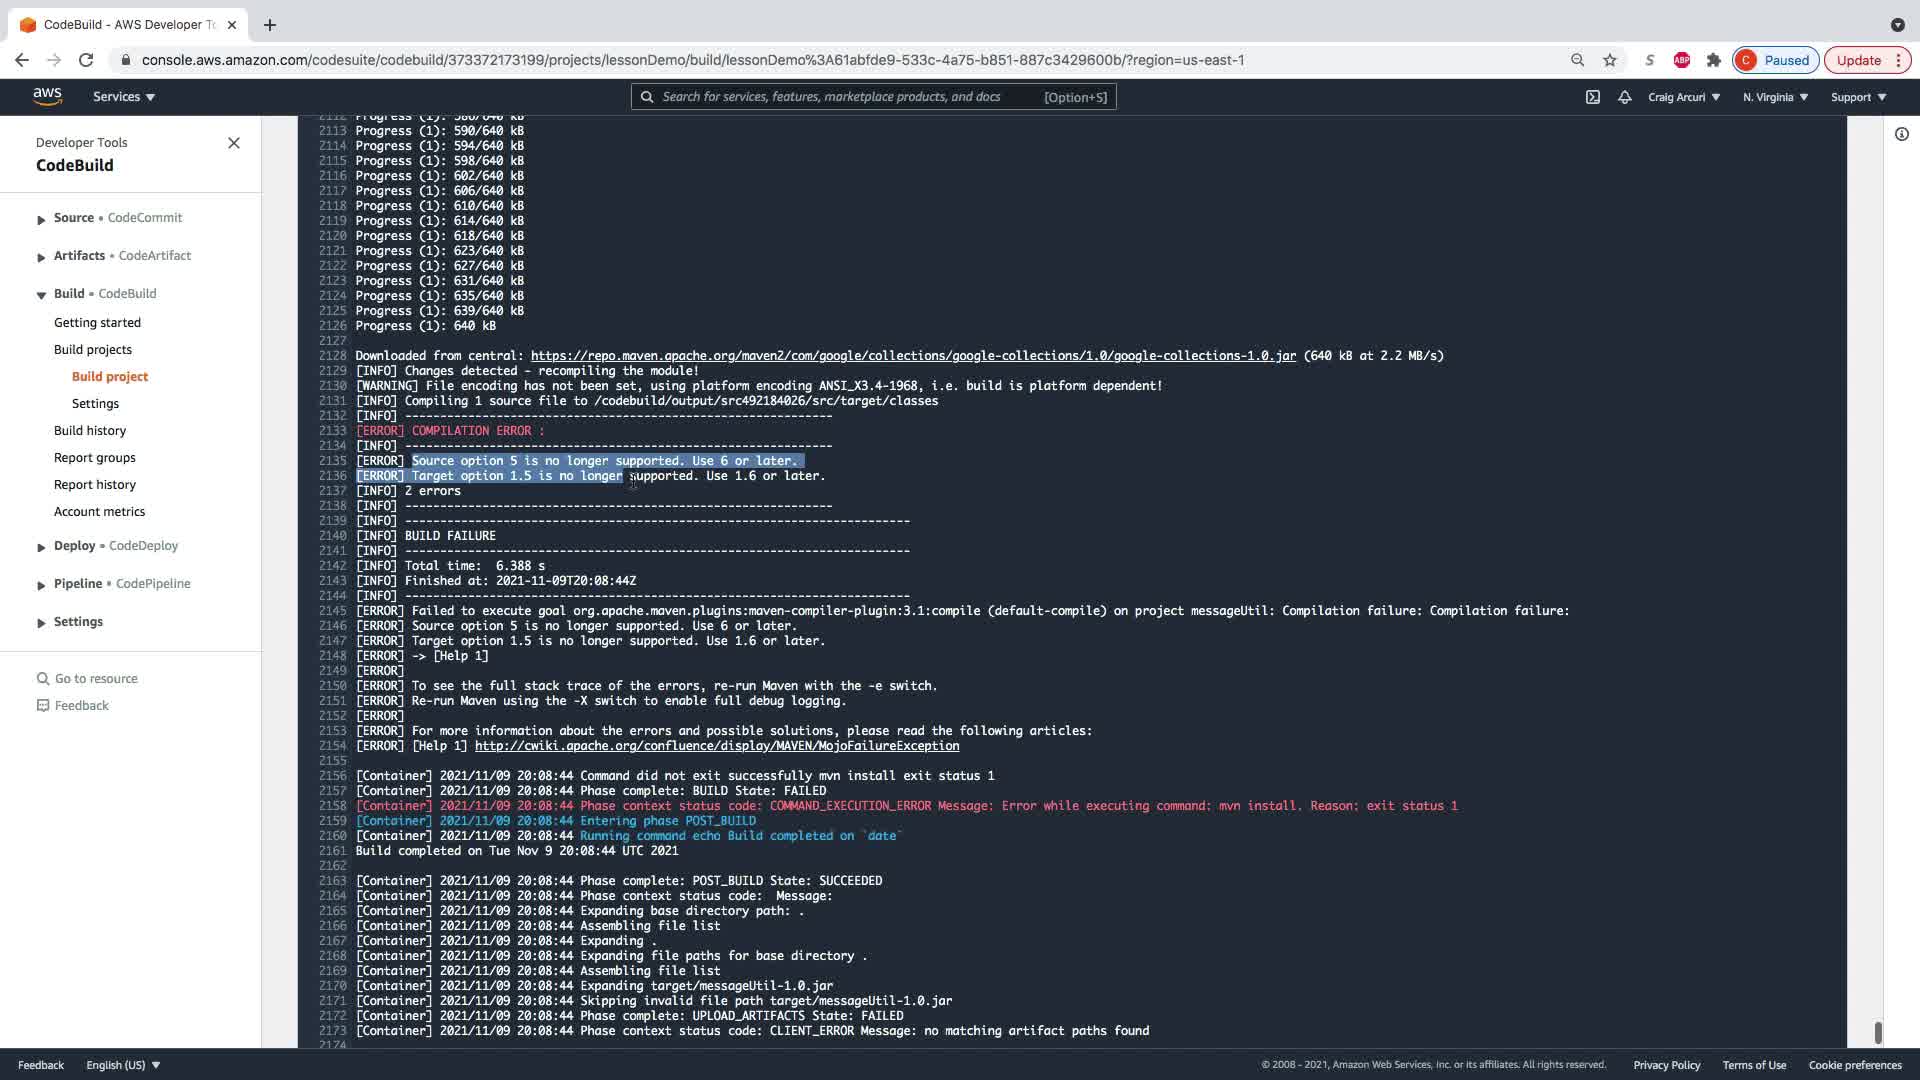 CodeBuild - AWS Developer To
console.aws.amazon.com/codesuite/codebuild/373372173199/projects/lessonDemo/build/lessonDemo%3A61abfde9-533c-4a75-b851-887c3429600b/?region=us-east-1
S
ABP
C Paused
Update
aws
Services
Search for services, features, marketplace products, and docs [Option+S]
Craig Arcuri
N. Virginia
Support
Developer Tools
CodeBuild
Source • CodeCommit
Artifacts • CodeArtifact
Build • CodeBuild
Getting started
Build projects
Build project
Settings
Build history
Report groups
Report history
Account metrics
Deploy • CodeDeploy
Pipeline • CodePipeline
Settings
Go to resource
Feedback
2112 Progress (1): 586/640 kB
2113 Progress (1): 590/640 kB
2114 Progress (1): 594/640 kB
2115 Progress (1): 598/640 kB
2116 Progress (1): 602/640 kB
2117 Progress (1): 606/640 kB
2118 Progress (1): 610/640 kB
2119 Progress (1): 614/640 kB
2120 Progress (1): 618/640 kB
2121 Progress (1): 623/640 kB
2122 Progress (1): 627/640 kB
2123 Progress (1): 631/640 kB
2124 Progress (1): 635/640 kB
2125 Progress (1): 639/640 kB
2126 Progress (1): 640 kB
2127
2128 Downloaded from central: https://repo.maven.apache.org/maven2/com/google/collections/google-collections/1.0/google-collections-1.0.jar (640 kB at 2.2 MB/s)
2129 [INFO] Changes detected - recompiling the module!
2130 [WARNING] File encoding has not been set, using platform encoding ANSI_X3.4-1968, i.e. build is platform dependent!
2131 [INFO] Compiling 1 source file to /codebuild/output/src492184026/src/target/classes
2132 [INFO] -------------------------------------------------------------
2133 [ERROR] COMPILATION ERROR :
2134 [INFO] -------------------------------------------------------------
2135 [ERROR] Source option 5 is no longer supported. Use 6 or later.
2136 [ERROR] Target option 1.5 is no longer supported. Use 1.6 or later.
2137 [INFO] 2 errors
2138 [INFO] -------------------------------------------------------------
2139 [INFO] ------------------------------------------------------------------------
2140 [INFO] BUILD FAILURE
2141 [INFO] ------------------------------------------------------------------------
2142 [INFO] Total time:  6.388 s
2143 [INFO] Finished at: 2021-11-09T20:08:44Z
2144 [INFO] ------------------------------------------------------------------------
2145 [ERROR] Failed to execute goal org.apache.maven.plugins:maven-compiler-plugin:3.1:compile (default-compile) on project messageUtil: Compilation failure: Compilation failure:
2146 [ERROR] Source option 5 is no longer supported. Use 6 or later.
2147 [ERROR] Target option 1.5 is no longer supported. Use 1.6 or later.
2148 [ERROR] -> [Help 1]
2149 [ERROR]
2150 [ERROR] To see the full stack trace of the errors, re-run Maven with the -e switch.
2151 [ERROR] Re-run Maven using the -X switch to enable full debug logging.
2152 [ERROR]
2153 [ERROR] For more information about the errors and possible solutions, please read the following articles:
2154 [ERROR] [Help 1] http://cwiki.apache.org/confluence/display/MAVEN/MojoFailureException
2155
2156 [Container] 2021/11/09 20:08:44 Command did not exit successfully mvn install exit status 1
2157 [Container] 2021/11/09 20:08:44 Phase complete: BUILD State: FAILED
2158 [Container] 2021/11/09 20:08:44 Phase context status code: COMMAND_EXECUTION_ERROR Message: Error while executing command: mvn install. Reason: exit status 1
2159 [Container] 2021/11/09 20:08:44 Entering phase POST_BUILD
2160 [Container] 2021/11/09 20:08:44 Running command echo Build completed on `date`
2161 Build completed on Tue Nov 9 20:08:44 UTC 2021
2162
2163 [Container] 2021/11/09 20:08:44 Phase complete: POST_BUILD State: SUCCEEDED
2164 [Container] 2021/11/09 20:08:44 Phase context status code:  Message:
2165 [Container] 2021/11/09 20:08:44 Expanding base directory path: .
2166 [Container] 2021/11/09 20:08:44 Assembling file list
2167 [Container] 2021/11/09 20:08:44 Expanding .
2168 [Container] 2021/11/09 20:08:44 Expanding file paths for base directory .
2169 [Container] 2021/11/09 20:08:44 Assembling file list
2170 [Container] 2021/11/09 20:08:44 Expanding target/messageUtil-1.0.jar
2171 [Container] 2021/11/09 20:08:44 Skipping invalid file path target/messageUtil-1.0.jar
2172 [Container] 2021/11/09 20:08:44 Phase complete: UPLOAD_ARTIFACTS State: FAILED
2173 [Container] 2021/11/09 20:08:44 Phase context status code: CLIENT_ERROR Message: no matching artifact paths found
2174
Feedback
English (US)
© 2008 - 2021, Amazon Web Services, Inc. or its affiliates. All rights reserved.
Privacy Policy
Terms of Use
Cookie preferences